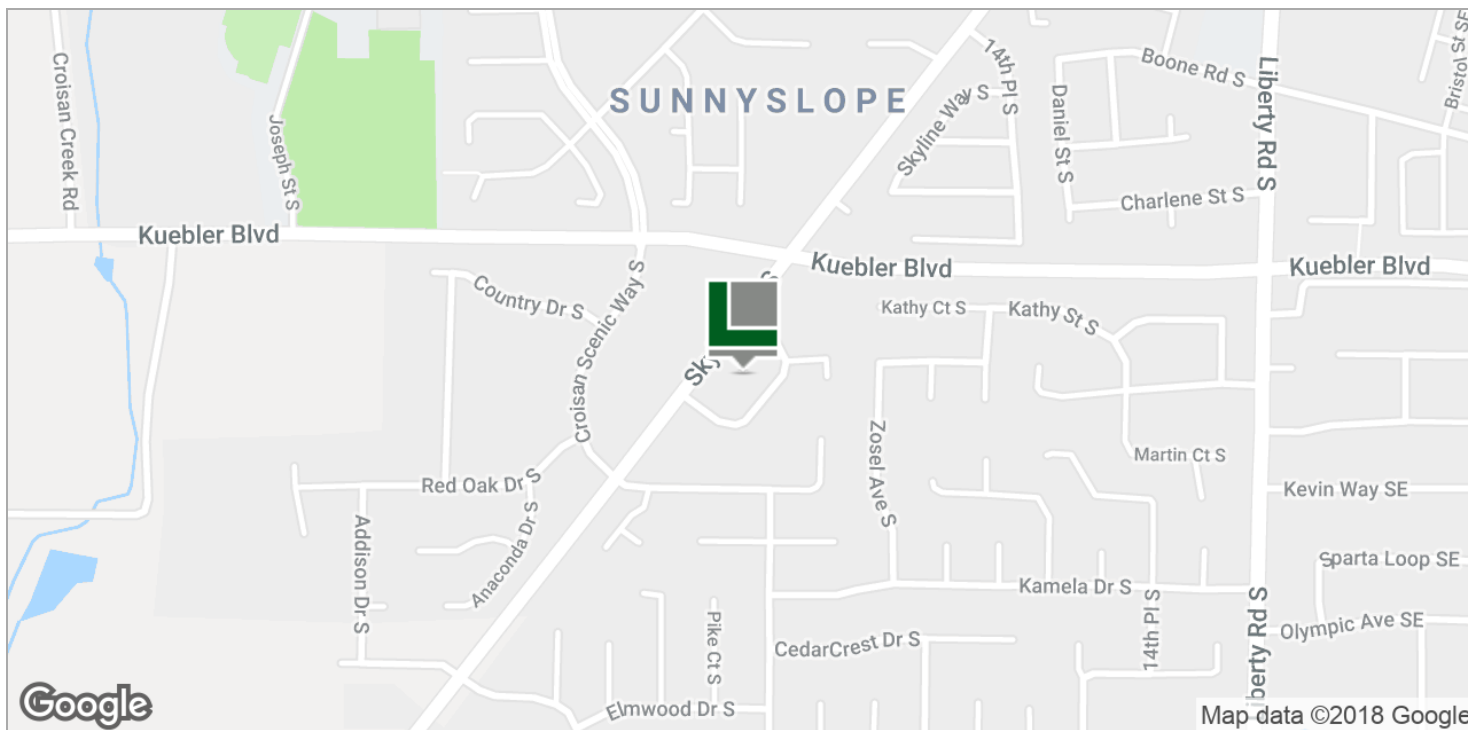 Croisan Creek Rd
Joseph St S
SUNNYSLOPE
14th Pl S
Skyline Way S
Daniel St S
Boone Rd S
Liberty Rd S
Bristol St SE
Charlene St S
Kuebler Blvd
Kuebler Blvd
Kuebler Blvd
Country Dr S
Croisan Scenic Way S
S
Sky
Kathy Ct S
Kathy St S
Zosel Ave S
Martin Ct S
Red Oak Dr S
Addison Dr S
Anaconda Dr S
Kevin Way SE
Sparta Loop SE
Kamela Dr S
14th Pl S
Liberty Rd S
Olympic Ave SE
Pike Ct S
CedarCrest Dr S
Elmwood Dr S
Google
Map data ©2018 Google